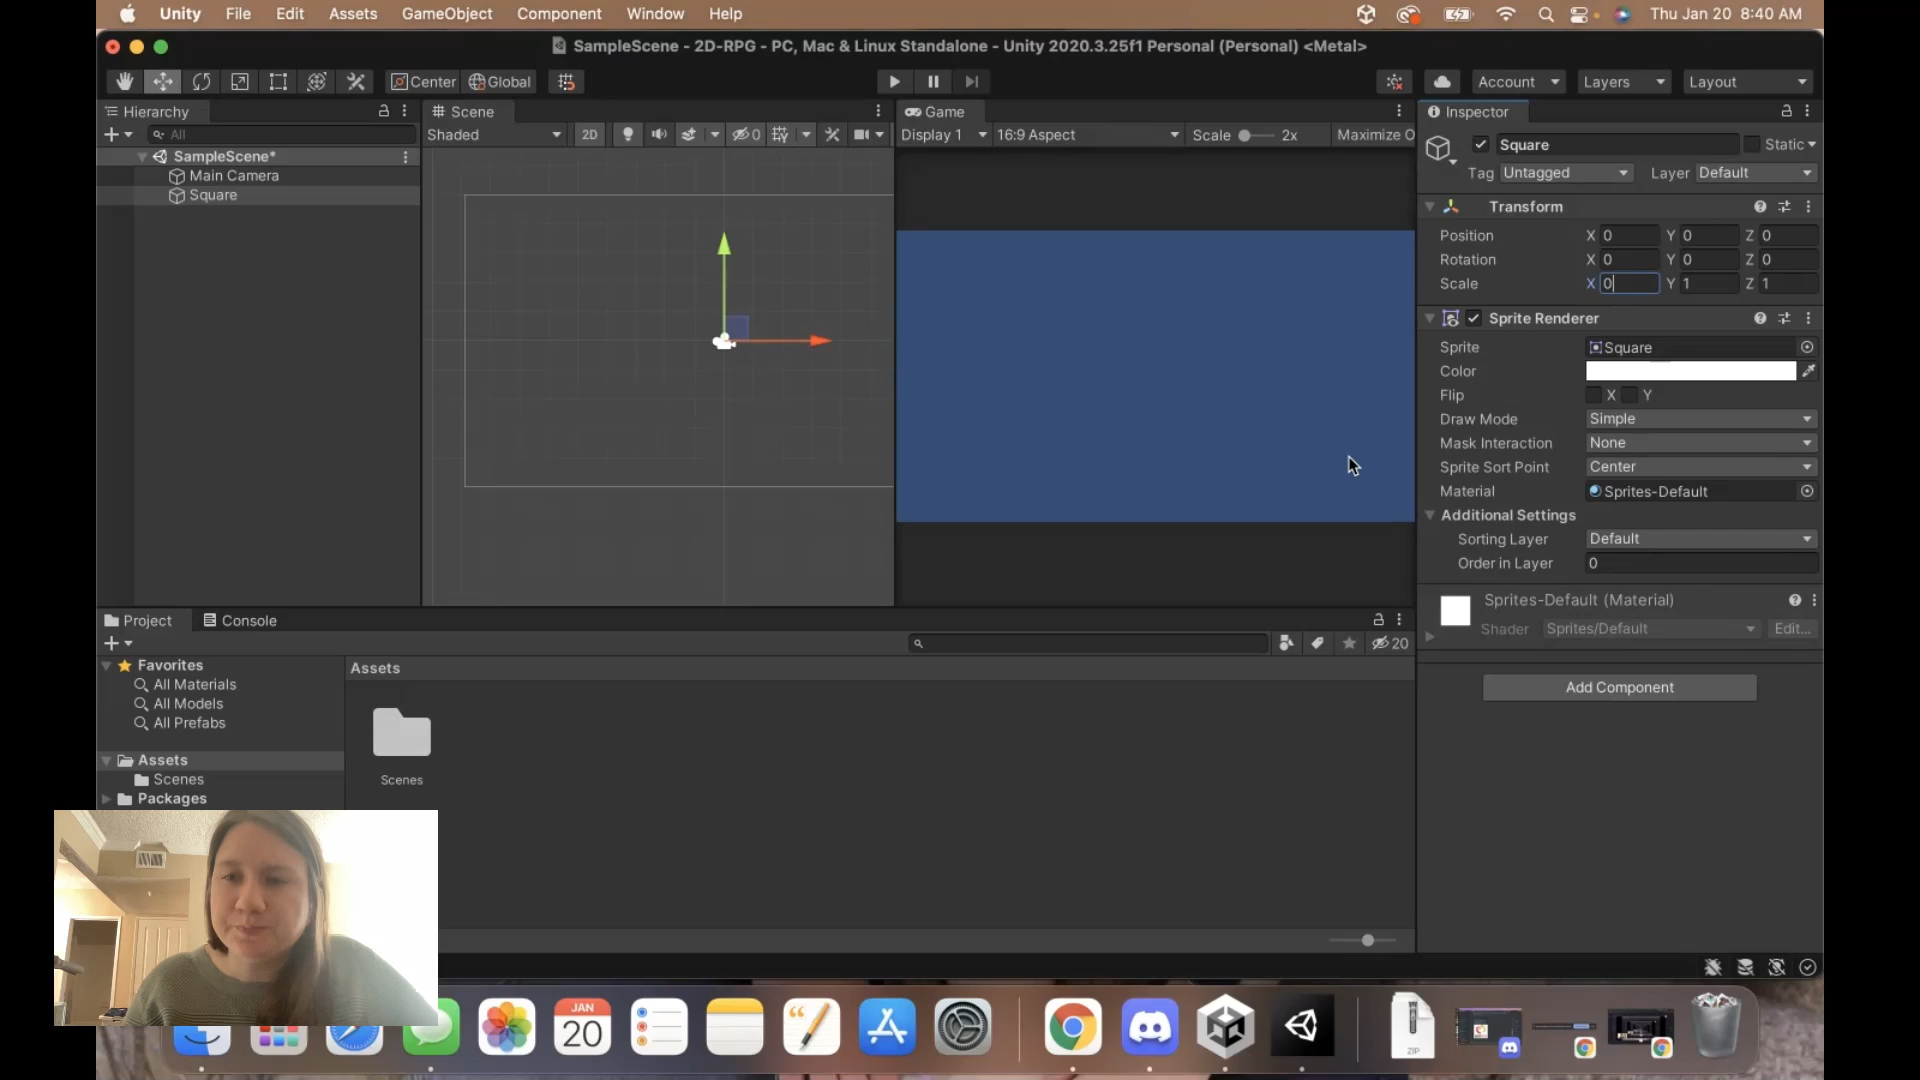 Unity File Edit Assets GameObject Component Window Help Thu Jan 20 8:40 AM
SampleScene - 2D-RPG - PC, Mac & Linux Standalone - Unity 2020.3.25f1 Personal (Personal) <Metal>
Center Global Account Layers Layout
Hierarchy
All
SampleScene*
Main Camera
Square
Scene
Shaded 2D 0
Game
Display 1 16:9 Aspect Scale 2x Maximize O
Inspector
Square Static
Tag Untagged Layer Default
Transform
Position X 0 Y 0 Z 0
Rotation X 0 Y 0 Z 0
Scale X 0 Y 1 Z 1
Sprite Renderer
Sprite Square
Color
Flip X Y
Draw Mode Simple
Mask Interaction None
Sprite Sort Point Center
Material Sprites-Default
Additional Settings
Sorting Layer Default
Order in Layer 0
Sprites-Default (Material)
Shader Sprites/Default Edit...
Add Component
Project Console
20
Favorites
All Materials
All Models
All Prefabs
Assets
Scenes
Packages
Assets
Scenes
JAN
20
ZIP